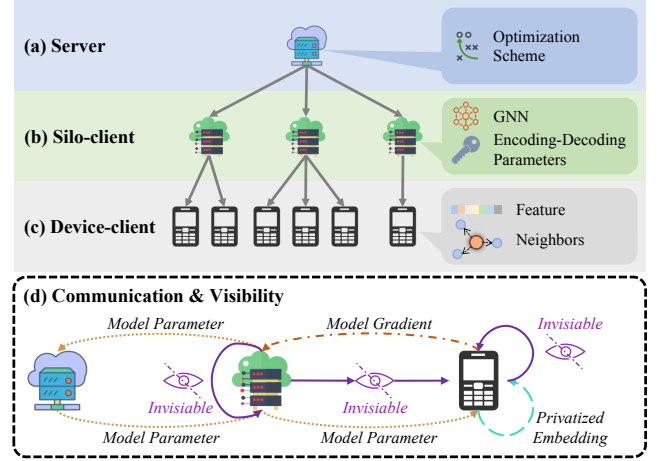 (a) Server
Optimization
Scheme
(b) Silo-client
GNN
Encoding-Decoding
Parameters
(c) Device-client
Feature
Neighbors
(d) Communication & Visibility
Model Parameter
Model Gradient
Invisiable
Invisiable
Invisiable
Model Parameter
Model Parameter
Privatized
Embedding